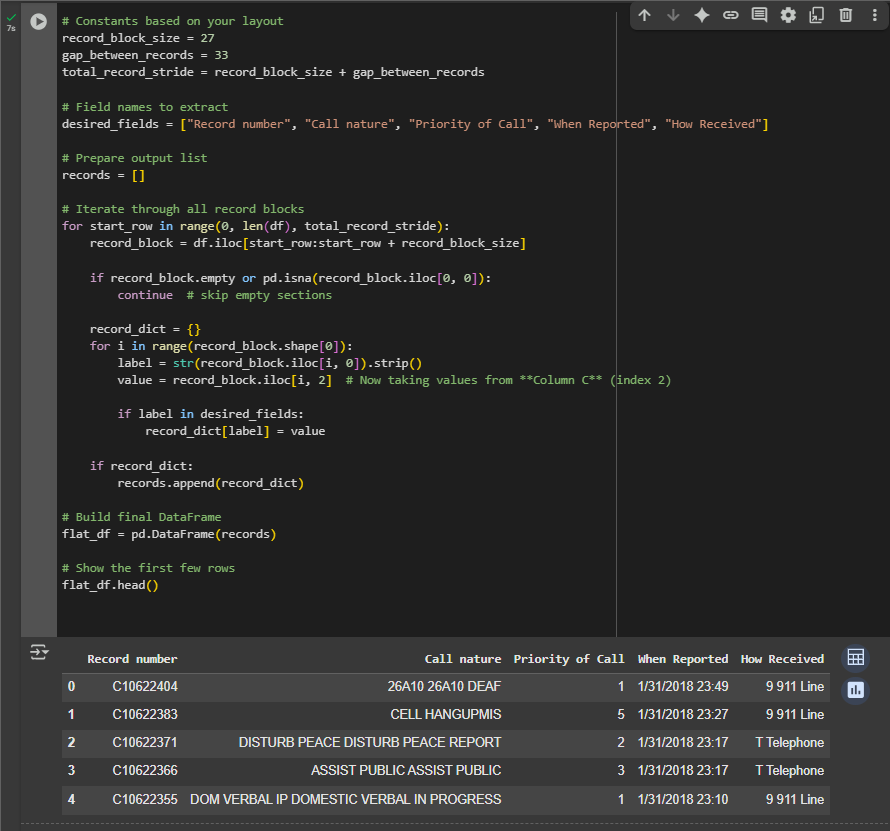 7s
# Constants based on your layout
record_block_size = 27
gap_between_records = 33
total_record_stride = record_block_size + gap_between_records
# Field names to extract
desired_fields = ["Record number", "Call nature", "Priority of Call", "When Reported", "How Received"]
# Prepare output list
records = []
# Iterate through all record blocks
for start_row in range(0, len(df), total_record_stride):
    record_block = df.iloc[start_row:start_row + record_block_size]
    if record_block.empty or pd.isna(record_block.iloc[0, 0]):
        continue  # skip empty sections
    record_dict = {}
    for i in range(record_block.shape[0]):
        label = str(record_block.iloc[i, 0]).strip()
        value = record_block.iloc[i, 2]  # Now taking values from **Column C** (index 2)
        if label in desired_fields:
            record_dict[label] = value
    if record_dict:
        records.append(record_dict)
# Build final DataFrame
flat_df = pd.DataFrame(records)
# Show the first few rows
flat_df.head()
Record number Call nature Priority of Call When Reported How Received
0 C10622404 26A10 26A10 DEAF 1 1/31/2018 23:49 9 911 Line
1 C10622383 CELL HANGUPMIS 5 1/31/2018 23:27 9 911 Line
2 C10622371 DISTURB PEACE DISTURB PEACE REPORT 2 1/31/2018 23:17 T Telephone
3 C10622366 ASSIST PUBLIC ASSIST PUBLIC 3 1/31/2018 23:17 T Telephone
4 C10622355 DOM VERBAL IP DOMESTIC VERBAL IN PROGRESS 1 1/31/2018 23:10 9 911 Line